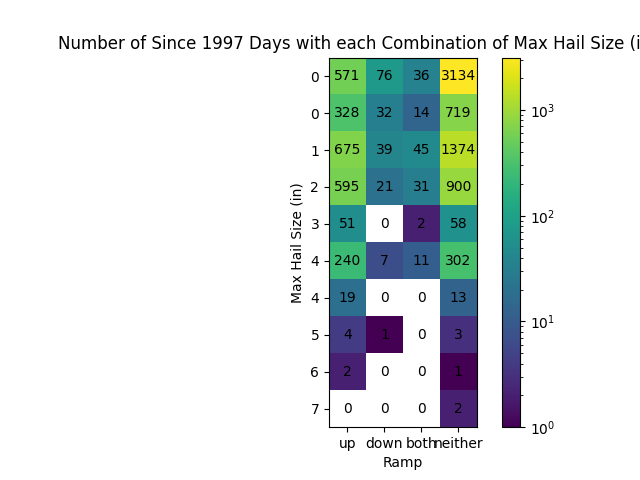 Number of Since 1997 Days with each Combination of Max Hail Size (i
0 571 76 36 3134
0 328 32 14 719
1 675 39 45 1374
2 595 21 31 900
3 51 0 2 58
4 240 7 11 302
4 19 0 0 13
5 4 1 0 3
6 2 0 0 1
7 0 0 0 2
up down both neither
Ramp
Max Hail Size (in)
10³
10²
10¹
10⁰